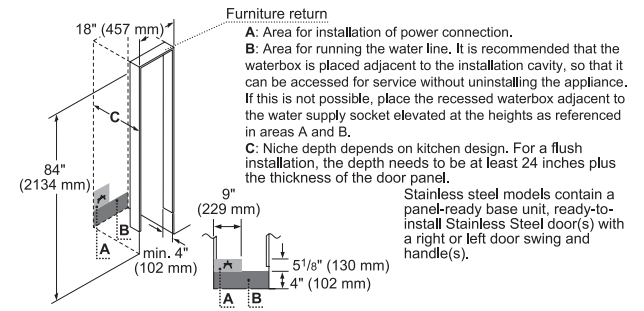 Furniture return
18" (457 mm)
A: Area for installation of power connection.
B: Area for running the water line. It is recommended that the
waterbox is placed adjacent to the installation cavity, so that it
can be accessed for service without uninstalling the appliance.
If this is not possible, place the recessed waterbox adjacent to
the water supply socket elevated at the heights as referenced
in areas A and B.
C: Niche depth depends on kitchen design. For a flush
installation, the depth needs to be at least 24 inches plus
the thickness of the door panel.
C
84"
(2134 mm)
B
A
min. 4"
(102 mm)
9"
(229 mm)
5 1/8" (130 mm)
4" (102 mm)
A
B
Stainless steel models contain a
panel-ready base unit, ready-to-
install Stainless Steel door(s) with
a right or left door swing and
handle(s).